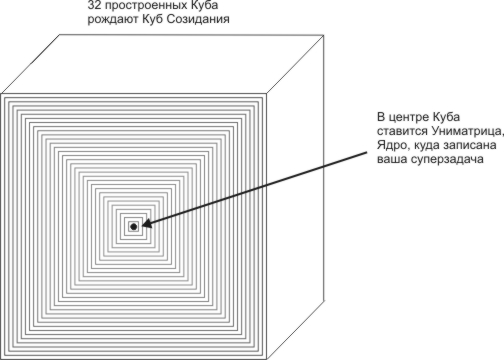 32 простроенных Куба
рождают Куб Созидания
В центре Куба
ставится Униматрица,
Ядро, куда записана
ваша суперзадача